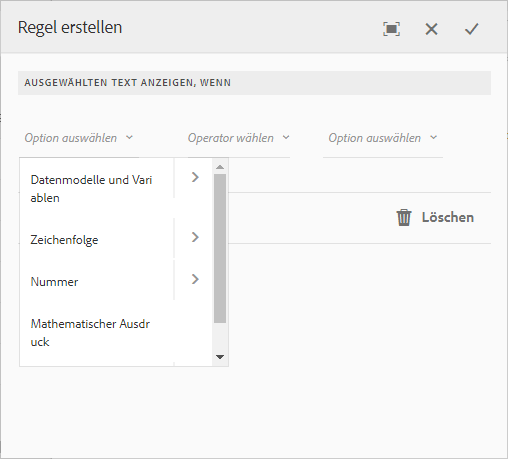 Regel erstellen
AUSGEWÄHLTEN TEXT ANZEIGEN, WENN
Option auswählen Operator wählen Option auswählen
Datenmodelle und Vari
ablen
Zeichenfolge
Löschen
Nummer
Mathematischer Ausdr
uck